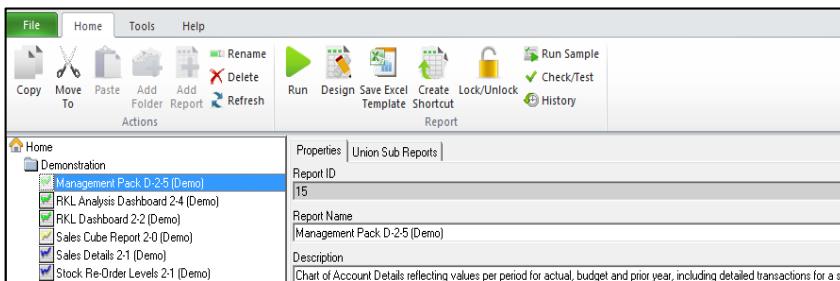 File Home Tools Help
Copy Move To Paste Add Folder Add Report Rename Delete Refresh
Actions
Run Design Save Excel Template Create Shortcut Lock/Unlock Run Sample Check/Test History
Report
Home
Demonstration
Management Pack D-2-5 (Demo)
RKL Analysis Dashboard 2-4 (Demo)
RKL Dashboard 2-2 (Demo)
Sales Cube Report 2-0 (Demo)
Sales Details 2-1 (Demo)
Stock Re-Order Levels 2-1 (Demo)
Properties Union Sub Reports
Report ID
15
Report Name
Management Pack D-2-5 (Demo)
Description
Chart of Account Details reflecting values per period for actual, budget and prior year, including detailed transactions for a s